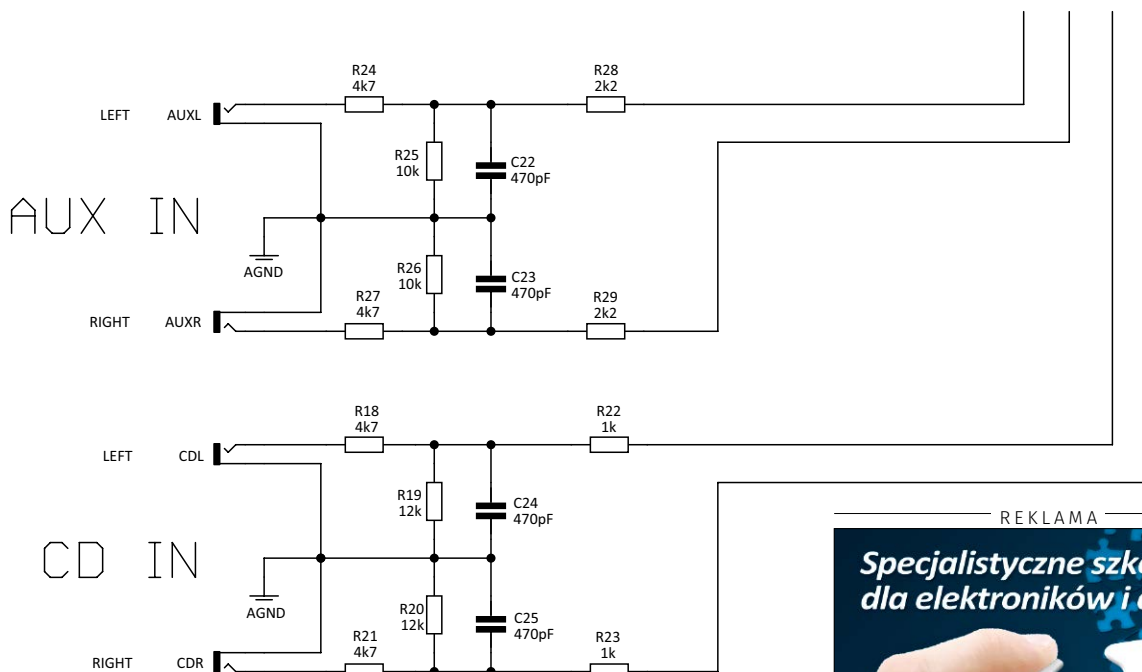 R24
4k7
R28
2k2
LEFT AUXL
R25
10k
C22
470pF
AUX IN
AGND
R26
10k
C23
470pF
R27
4k7
R29
2k2
RIGHT AUXR
R18
4k7
R22
1k
LEFT CDL
R19
12k
C24
470pF
REKLAMA
CD IN
Specjalistyczne
dla elektroników i
AGND
R20
12k
C25
470pF
R21
4k7
R23
1k
RIGHT CDR